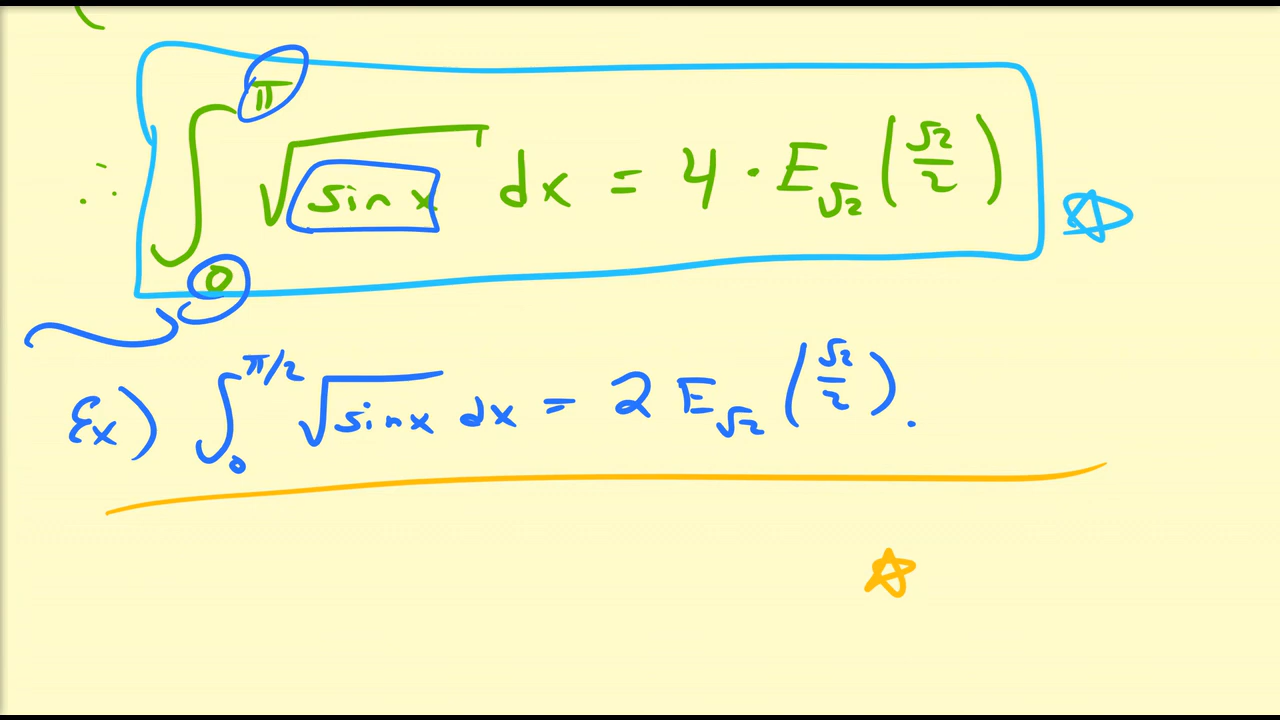 ∴ ∫₀^π √(sin x) dx = 4 · E_√2 (√2/2)
Ex) ∫₀^π/2 √(sin x) dx = 2 E_√2 (√2/2).